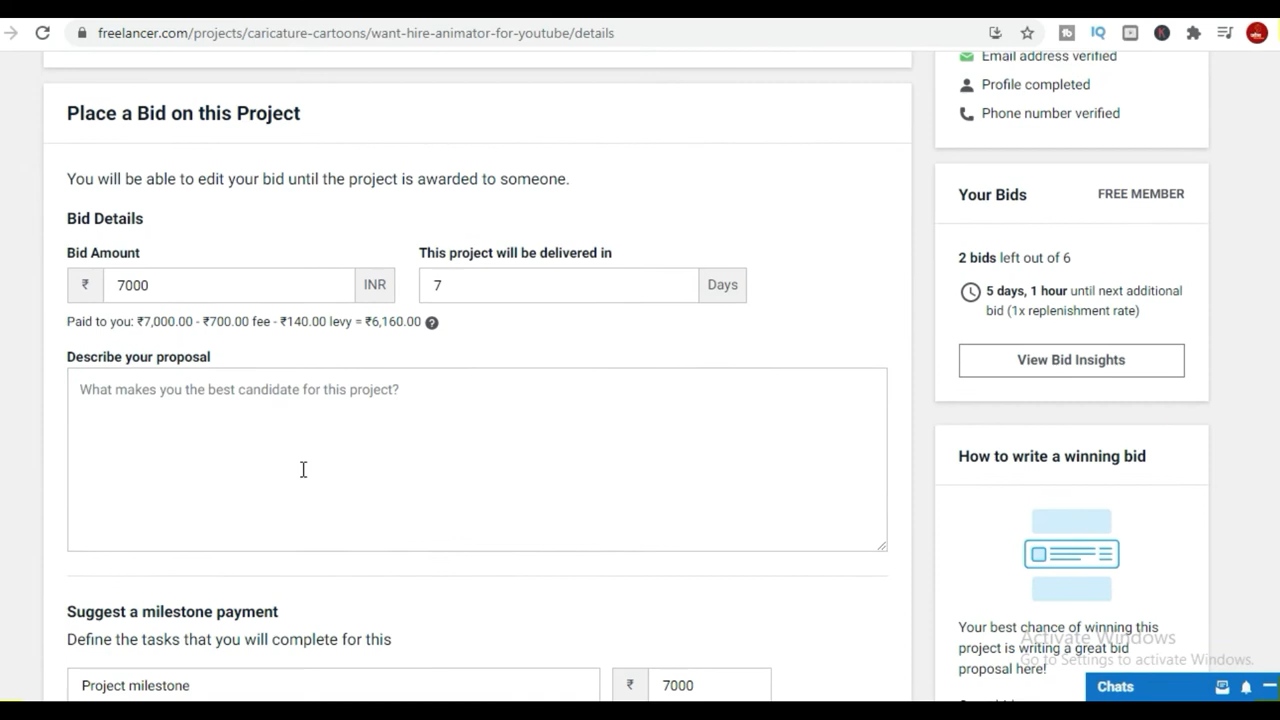 freelancer.com/projects/caricature-cartoons/want-hire-animator-for-youtube/details
Email address verified
Profile completed
Phone number verified
Place a Bid on this Project
You will be able to edit your bid until the project is awarded to someone.
Bid Details
Bid Amount
This project will be delivered in
₹ 7000 INR
7 Days
Paid to you: ₹7,000.00 - ₹700.00 fee - ₹140.00 levy = ₹6,160.00 ?
Describe your proposal
What makes you the best candidate for this project?
Suggest a milestone payment
Define the tasks that you will complete for this
Project milestone ₹ 7000
Your Bids FREE MEMBER
2 bids left out of 6
5 days, 1 hour until next additional
bid (1x replenishment rate)
View Bid Insights
How to write a winning bid
Your best chance of winning this
project is writing a great bid
proposal here!
Activate Windows
Go to Settings to activate Windows.
Chats